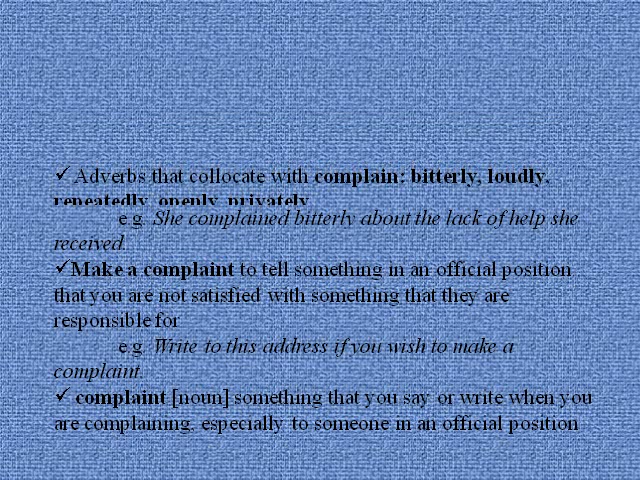 ✓ Adverbs that collocate with complain: bitterly, loudly,
repeatedly, openly, privately
e.g. She complained bitterly about the lack of help she
received.
✓Make a complaint to tell something in an official position
that you are not satisfied with something that they are
responsible for
e.g. Write to this address if you wish to make a
complaint.
✓ complaint [noun] something that you say or write when you
are complaining, especially to someone in an official position